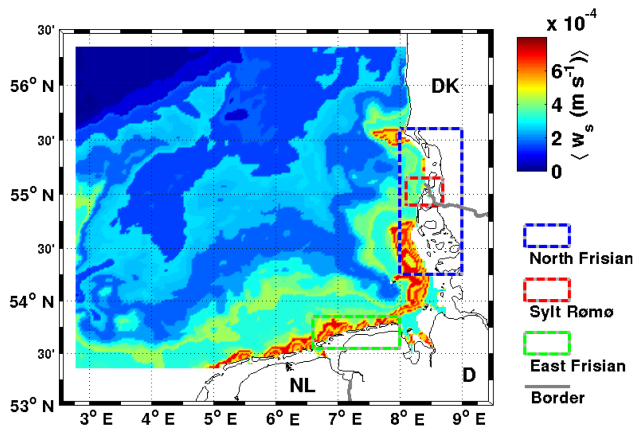 30'
56° N
30'
55° N
30'
54° N
30'
53° N
3° E
4° E
5° E
6° E
7° E
8° E
9° E
DK
NL
D
x 10⁻⁴
6
4
2
0
⟨ wₛ (m s⁻¹) ⟩
North Frisian
Sylt Rømø
East Frisian
Border